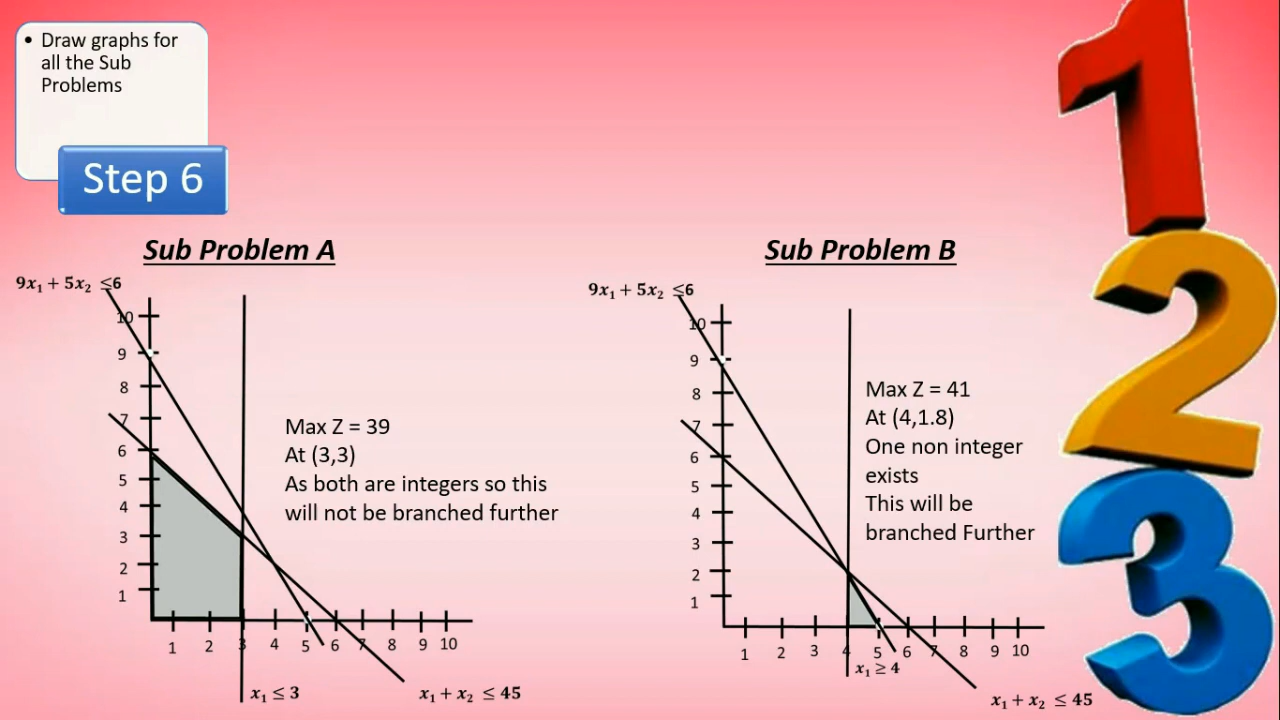 • Draw graphs for
all the Sub
Problems
Step 6
Sub Problem A
9x₁ + 5x₂ ≤6
10
9
8
7
6
5
4
3
2
1
1 2 3 4 5 6 7 8 9 10
Max Z = 39
At (3,3)
As both are integers so this
will not be branched further
x₁ ≤ 3
x₁ + x₂ ≤ 45
Sub Problem B
9x₁ + 5x₂ ≤6
10
9
8
7
6
5
4
3
2
1
1 2 3 4 5 6 7 8 9 10
Max Z = 41
At (4,1.8)
One non integer
exists
This will be
branched Further
x₁ ≥ 4
x₁ + x₂ ≤ 45
1
2
3